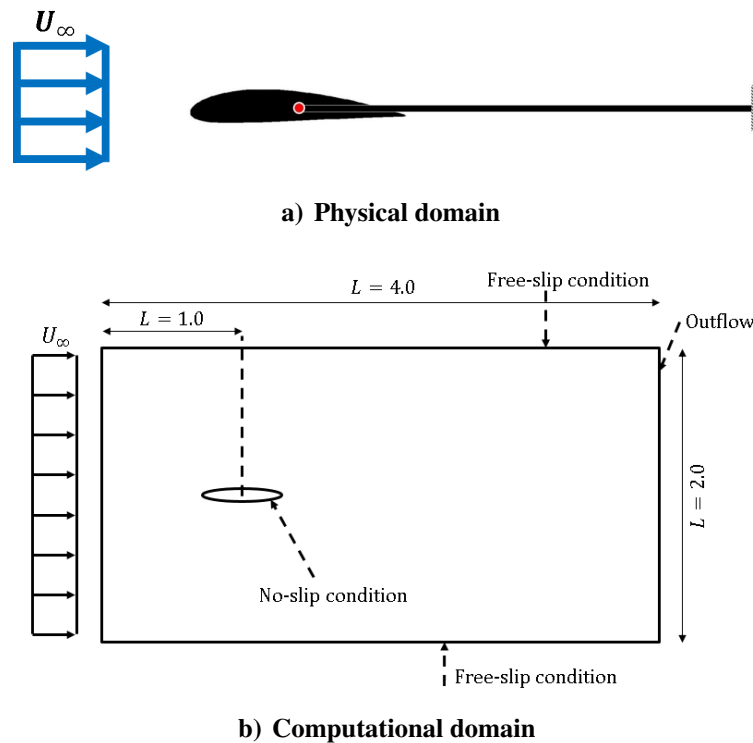 U∞
a) Physical domain
Free-slip condition
L = 4.0
L = 1.0
Outflow
U∞
L = 2.0
No-slip condition
Free-slip condition
b) Computational domain